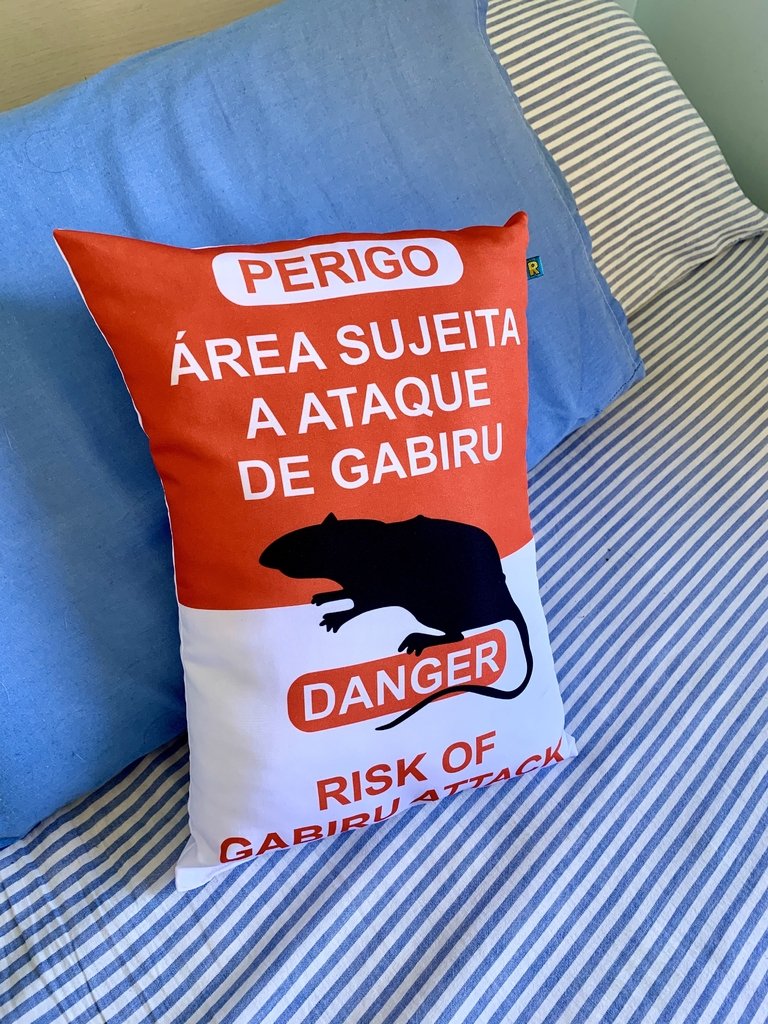 PERIGO
ÁREA SUJEITA
A ATAQUE
DE GABIRU
DANGER
RISK OF
GABIRU ATTACK
R